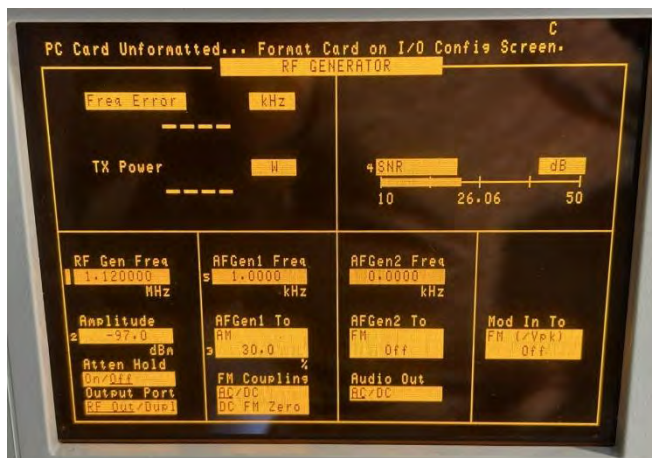 C
PC Card Unformatted... Format Card on I/O Config Screen.
RF GENERATOR
Freq Error kHz
----
TX Power W
----
4 SNR dB
10 26.06 50
RF Gen Freq
1.120000
MHz
2 Amplitude
-97.0
dBm
Atten Hold
On/Off
Output Port
RF Out/Dupl
AFGen1 Freq
5 1.0000
kHz
AFGen1 To
AM
3 30.0
%
FM Coupling
AC/DC
DC FM Zero
AFGen2 Freq
0.0000
kHz
AFGen2 To
FM
Off
Audio Out
AC/DC
Mod In To
FM (/Vpk)
Off